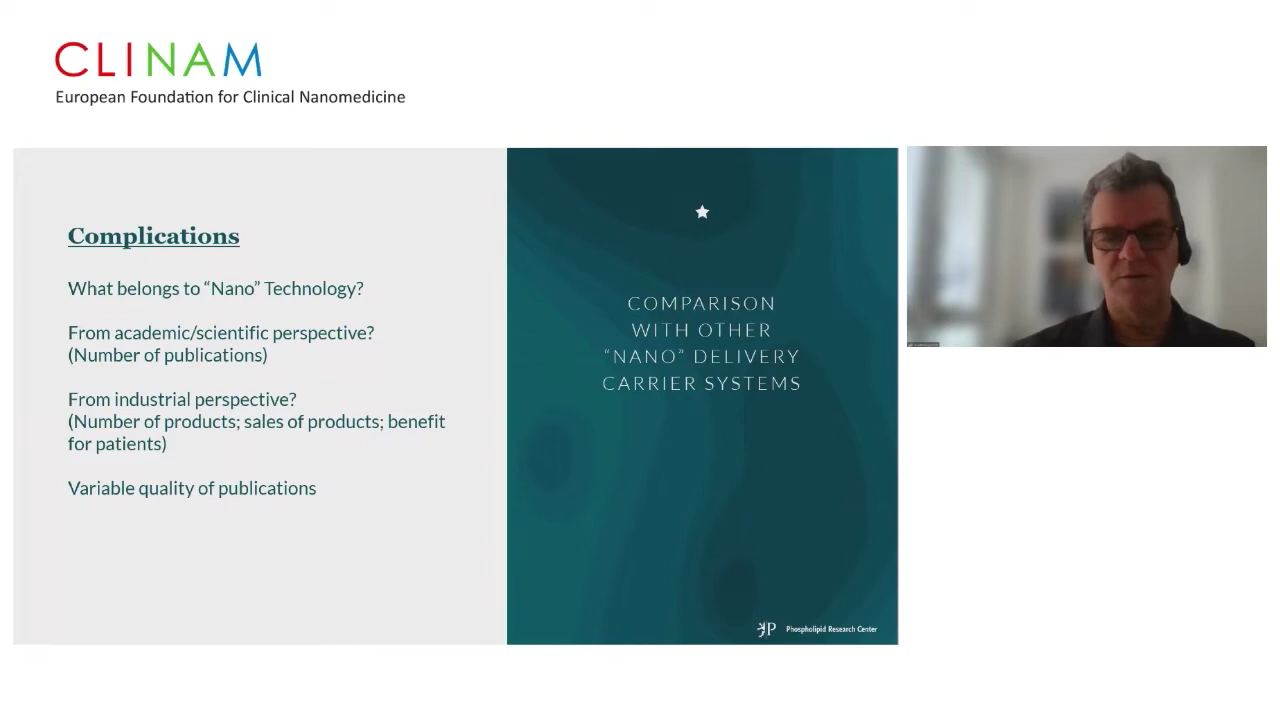 CLINAM
European Foundation for Clinical Nanomedicine
Complications
What belongs to “Nano” Technology?
From academic/scientific perspective?
(Number of publications)
From industrial perspective?
(Number of products; sales of products; benefit
for patients)
Variable quality of publications
COMPARISON
WITH OTHER
“NANO” DELIVERY
CARRIER SYSTEMS
Phospholipid Research Center